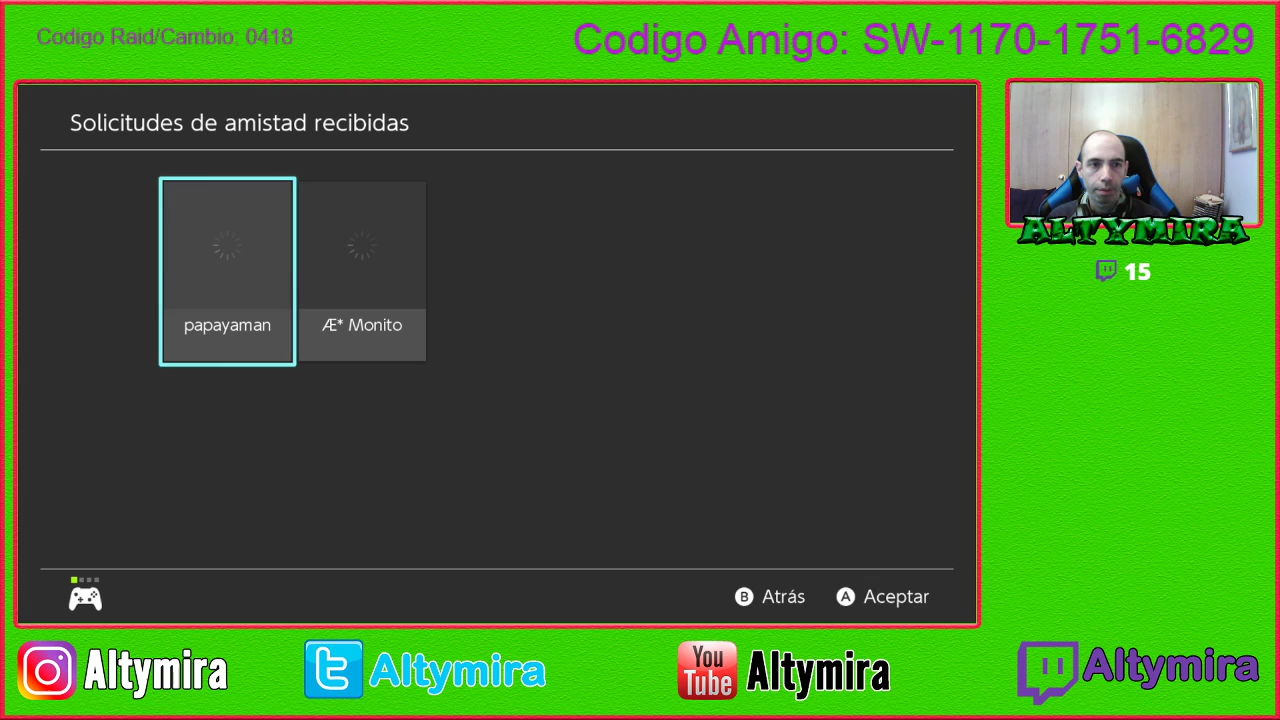 Codigo Raid/Cambio: 0418
Codigo Amigo: SW-1170-1751-6829
Solicitudes de amistad recibidas
papayaman
Æ* Monito
ALTYMIRA
15
B Atrás
A Aceptar
Altymira
Altymira
You
Tube
Altymira
Altymira